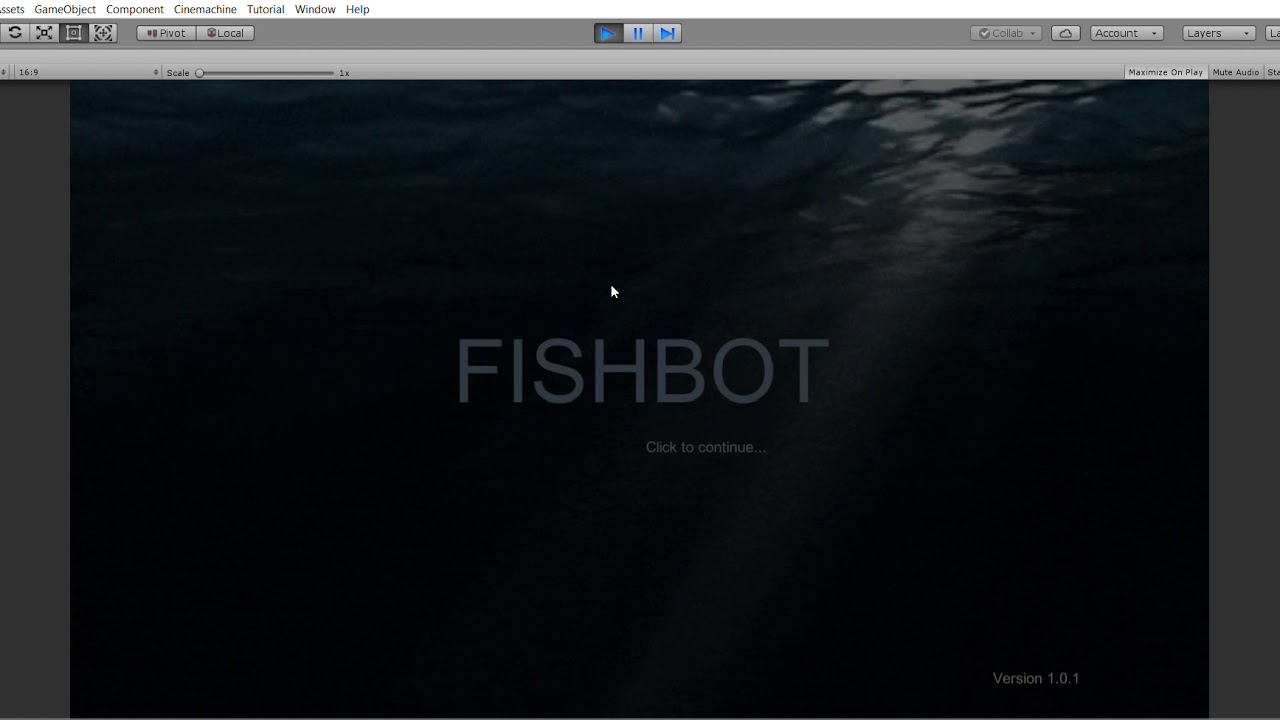 ssets GameObject Component Cinemachine Tutorial Window Help
Pivot Local Collab Account Layers La
16:9 Scale 1x Maximize On Play Mute Audio Sta
FISHBOT
Click to continue...
Version 1.0.1